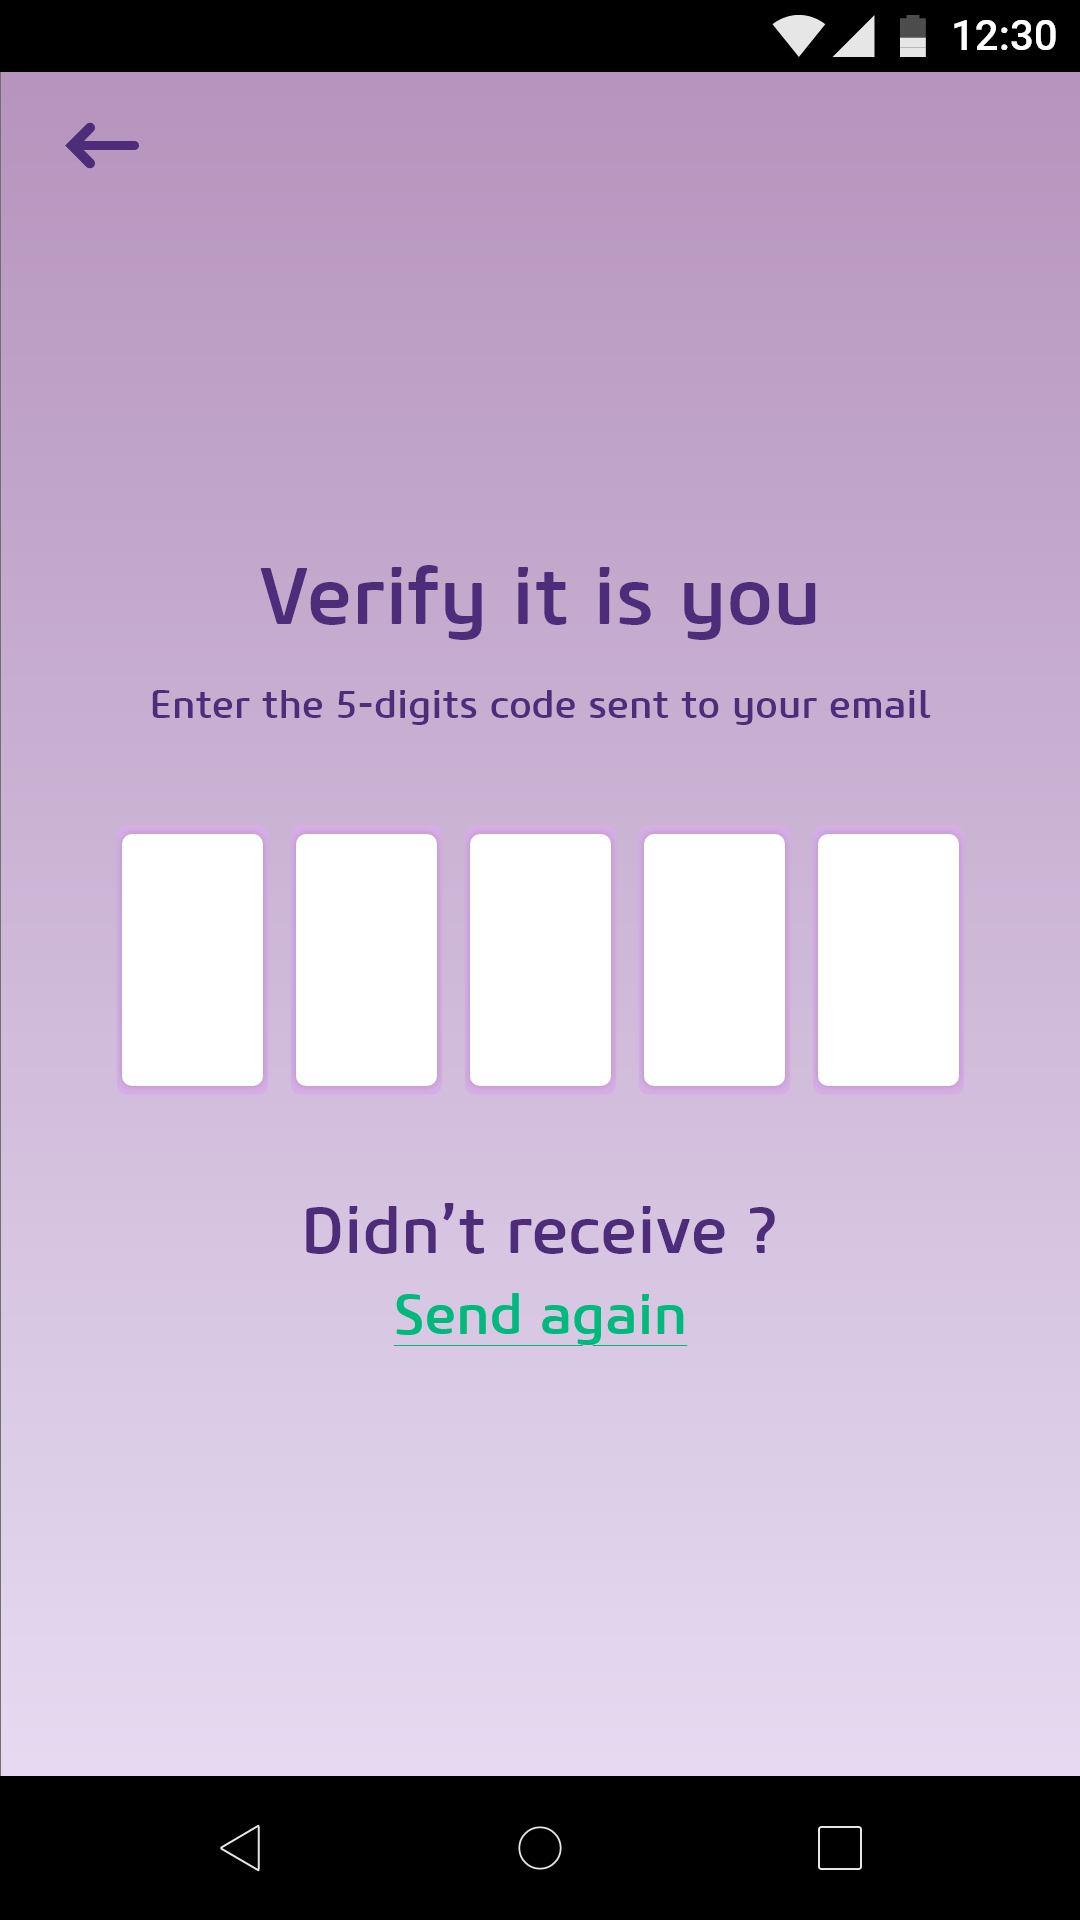 12:30
Verify it is you
Enter the 5-digits code sent to your email
Didn’t receive ?
Send again